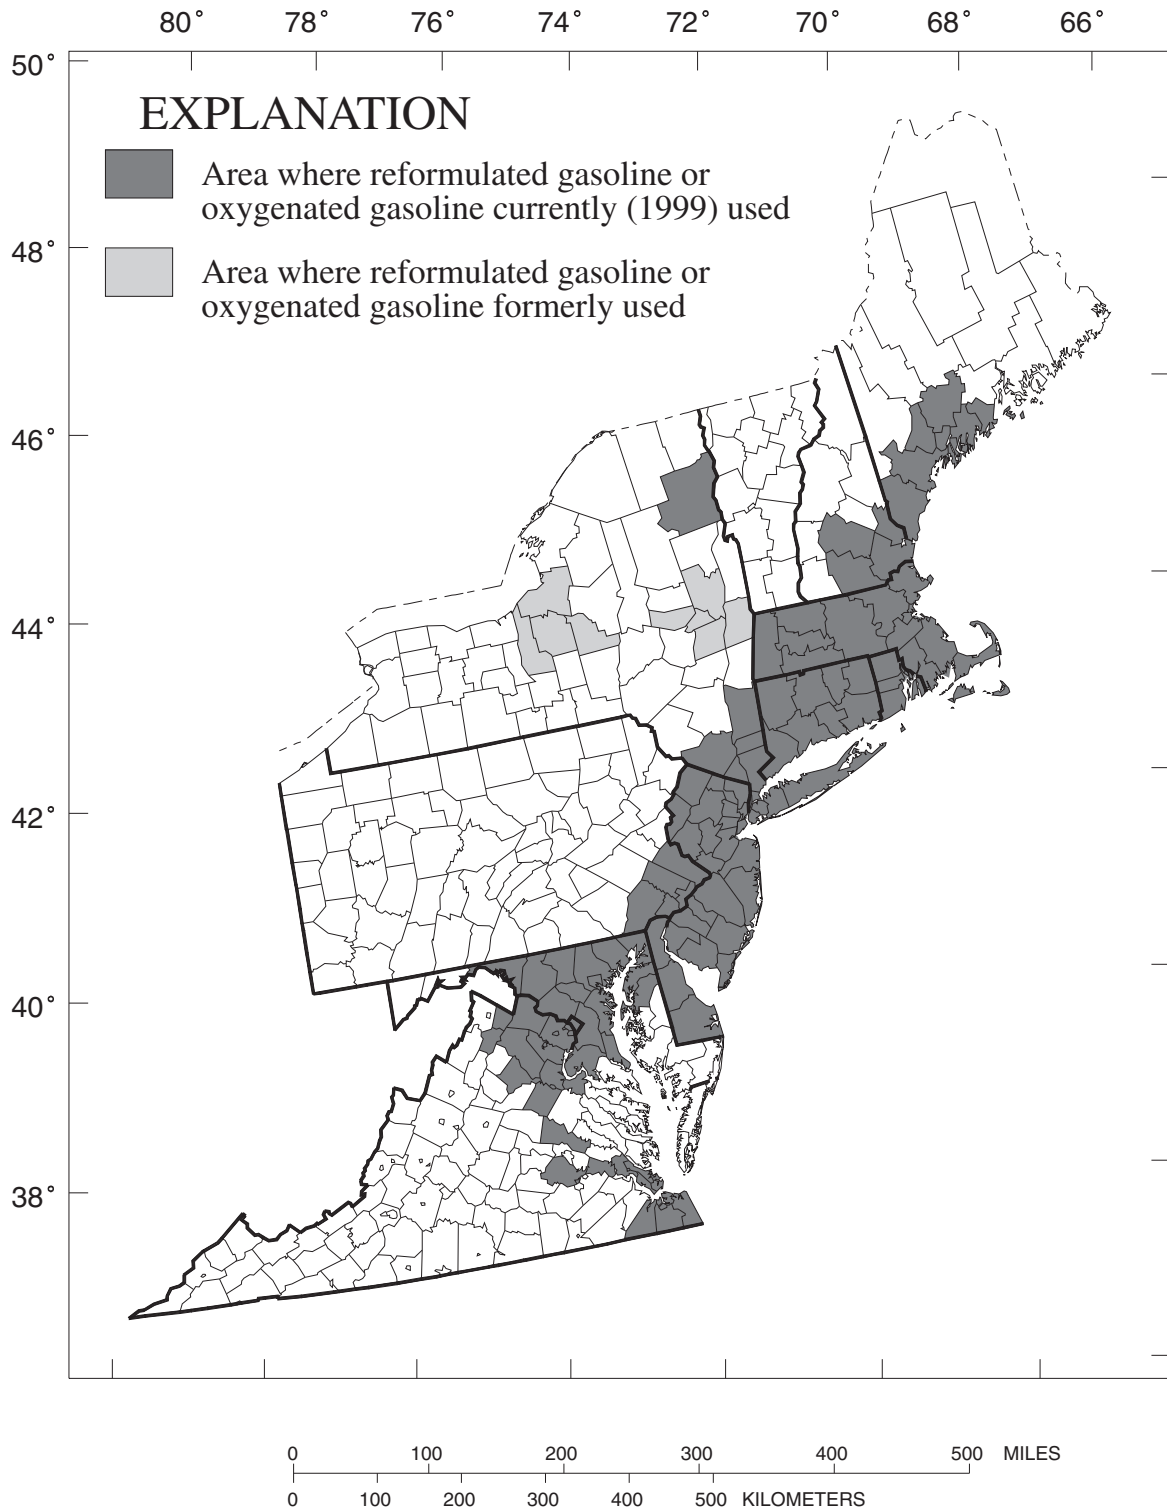 80° 78° 76° 74° 72° 70° 68° 66°
50°
EXPLANATION
Area where reformulated gasoline or
oxygenated gasoline currently (1999) used
48°
Area where reformulated gasoline or
oxygenated gasoline formerly used
46°
44°
42°
40°
38°
0 100 200 300 400 500 MILES
0 100 200 300 400 500 KILOMETERS